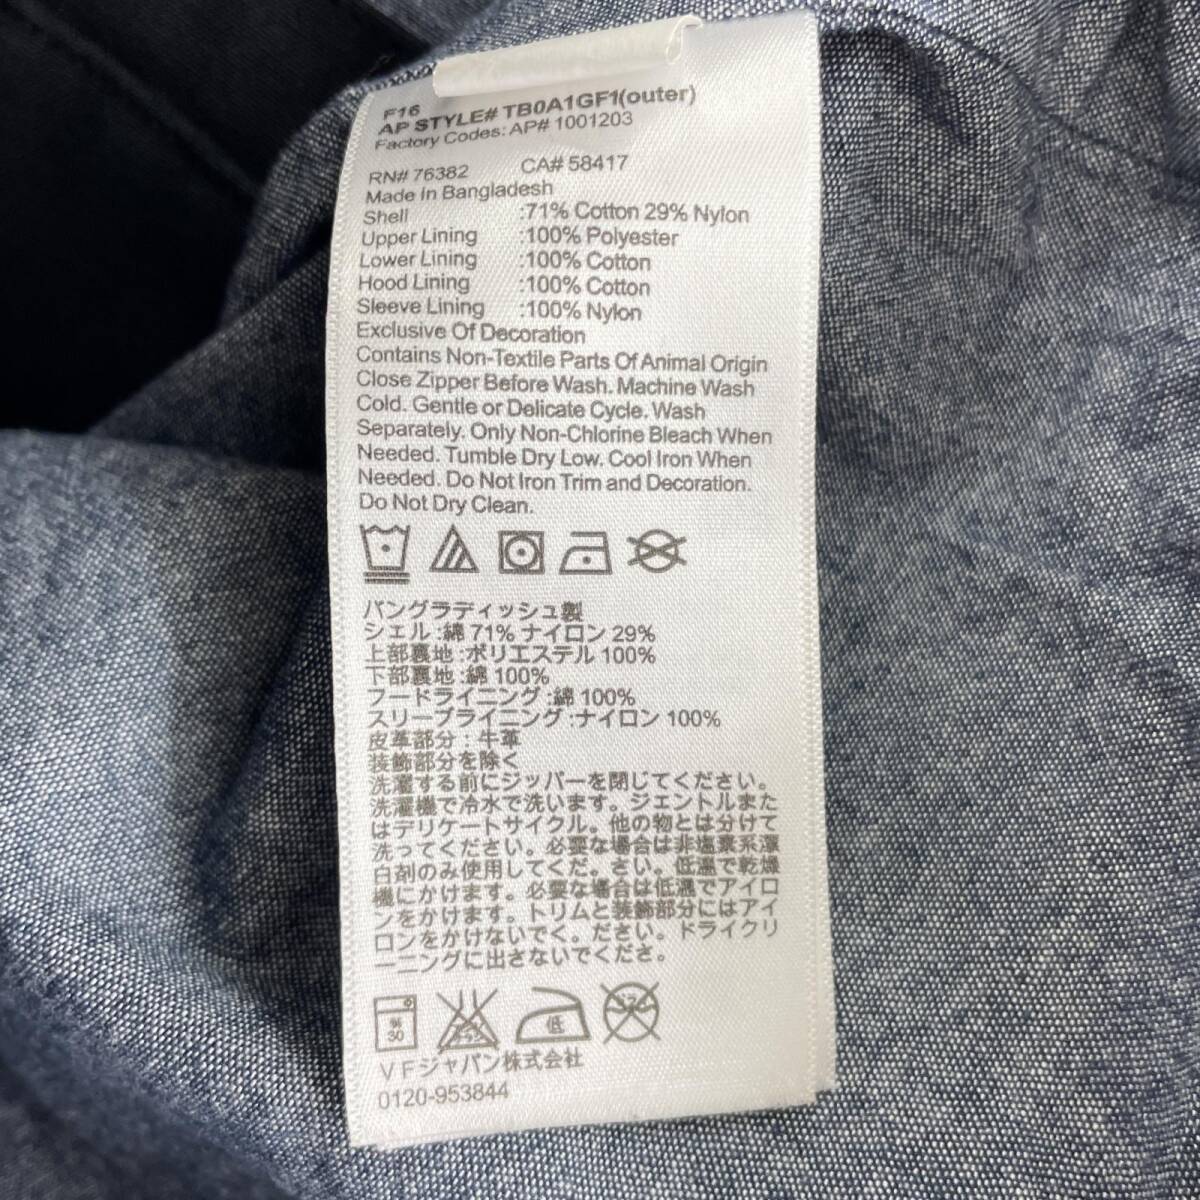 F16
AP STYLE# TB0A1GF1(outer)
Factory Codes: AP# 1001203
RN# 76382 CA# 58417
Made In Bangladesh
Shell :71% Cotton 29% Nylon
Upper Lining :100% Polyester
Lower Lining :100% Cotton
Hood Lining :100% Cotton
Sleeve Lining :100% Nylon
Exclusive Of Decoration
Contains Non-Textile Parts Of Animal Origin
Close Zipper Before Wash. Machine Wash
Cold. Gentle or Delicate Cycle. Wash
Separately. Only Non-Chlorine Bleach When
Needed. Tumble Dry Low. Cool Iron When
Needed. Do Not Iron Trim and Decoration.
Do Not Dry Clean.
バングラディッシュ製
シェル:綿 71% ナイロン 29%
上部裏地:ポリエステル 100%
下部裏地:綿 100%
フードライニング:綿 100%
スリーブライニング:ナイロン 100%
皮革部分:牛革
装飾部分を除く
洗濯する前にジッパーを閉じてください。
洗濯機で冷水で洗います。ジェントルまた
はデリケートサイクル。他の物とは分けて
洗ってください。必要な場合は非塩素系漂
白剤のみ使用してくだ。さい。低温で乾燥
機にかけます。必要な場合は低温でアイロ
ンをかけます。トリムと装飾部分にはアイ
ロンをかけないでく。ださい。ドライクリ
ーニングに出さないでくださ。
弱 30 低
VFジャパン株式会社
0120-953844